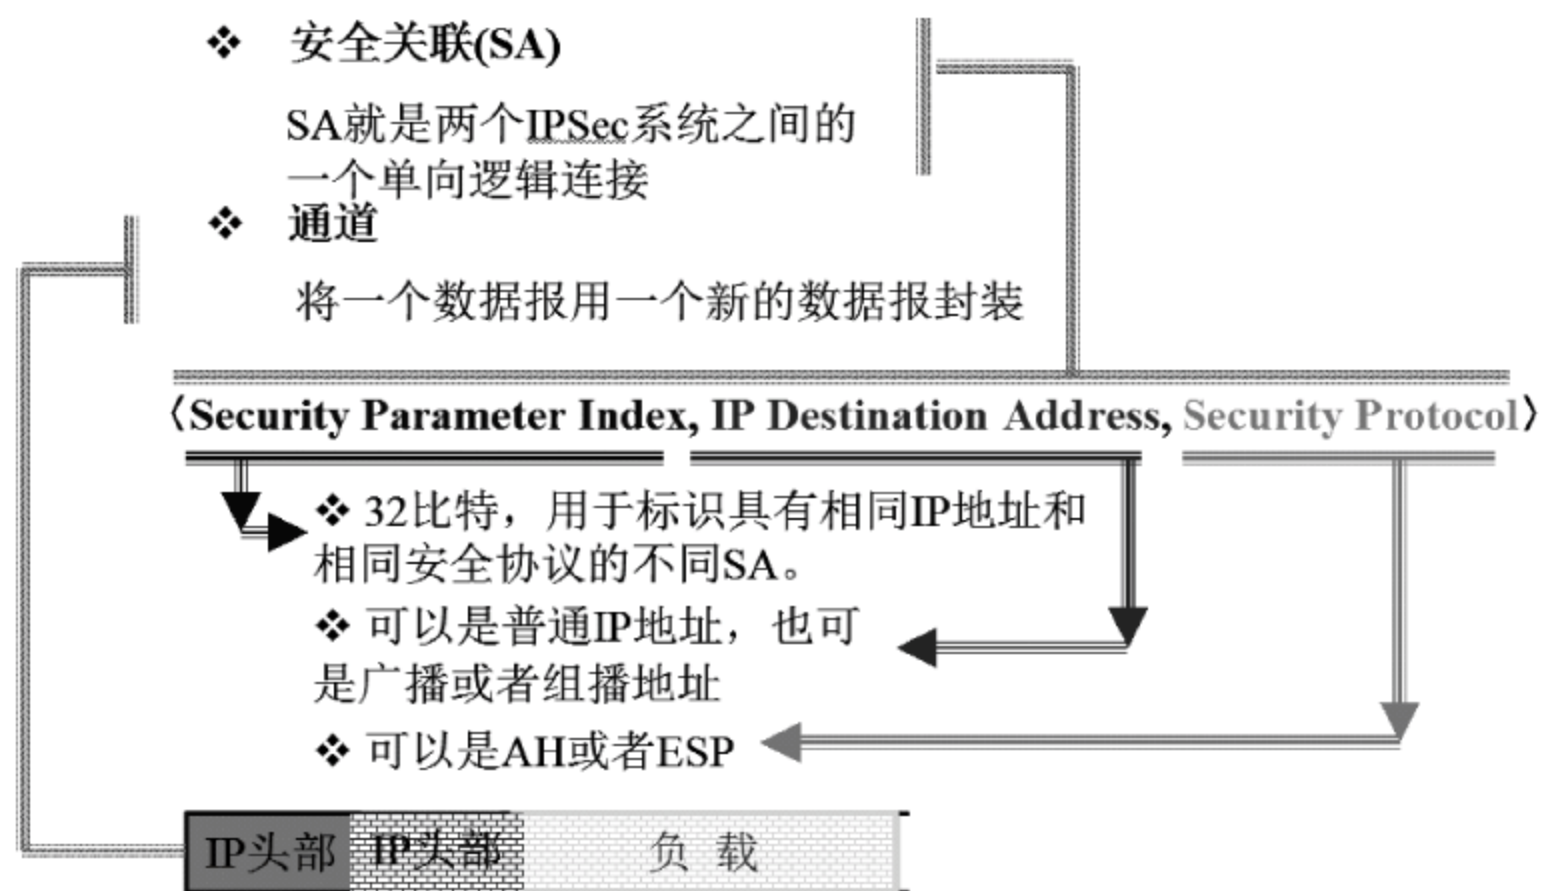 ❖ 安全关联(SA)
SA就是两个IPSec系统之间的
一个单向逻辑连接
❖ 通道
将一个数据报用一个新的数据报封装
〈Security Parameter Index, IP Destination Address, Security Protocol〉
❖ 32比特，用于标识具有相同IP地址和
相同安全协议的不同SA。
❖ 可以是普通IP地址，也可
是广播或者组播地址
❖ 可以是AH或者ESP
IP头部 IP头部 负 载